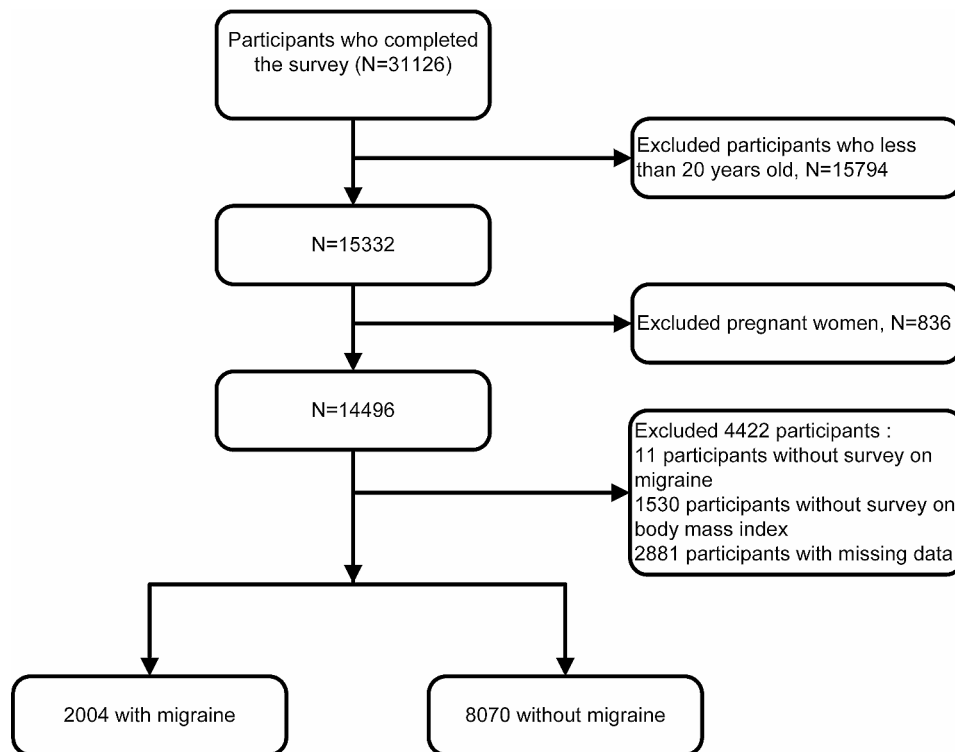 Participants who completed
the survey (N=31126)
Excluded participants who less
than 20 years old, N=15794
N=15332
Excluded pregnant women, N=836
N=14496
Excluded 4422 participants :
11 participants without survey on
migraine
1530 participants without survey on
body mass index
2881 participants with missing data
2004 with migraine
8070 without migraine